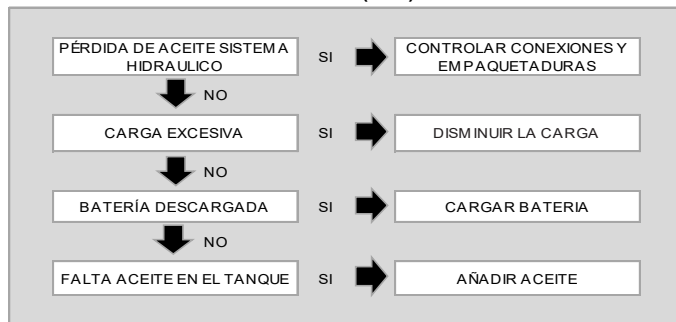 PÉRDIDA DE ACEITE SISTEMA
HIDRAULICO
SI
CONTROLAR CONEXIONES Y
EMPAQUETADURAS
NO
CARGA EXCESIVA
SI
DISMINUIR LA CARGA
NO
BATERÍA DESCARGADA
SI
CARGAR BATERIA
NO
FALTA ACEITE EN EL TANQUE
SI
AÑADIR ACEITE